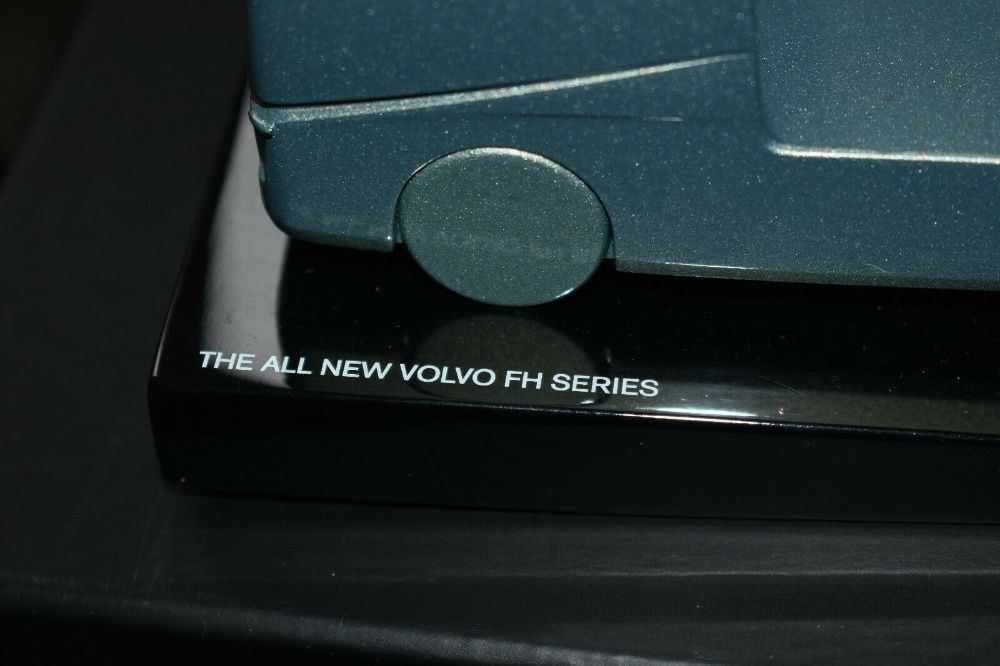 THE ALL NEW VOLVO FH SERIES